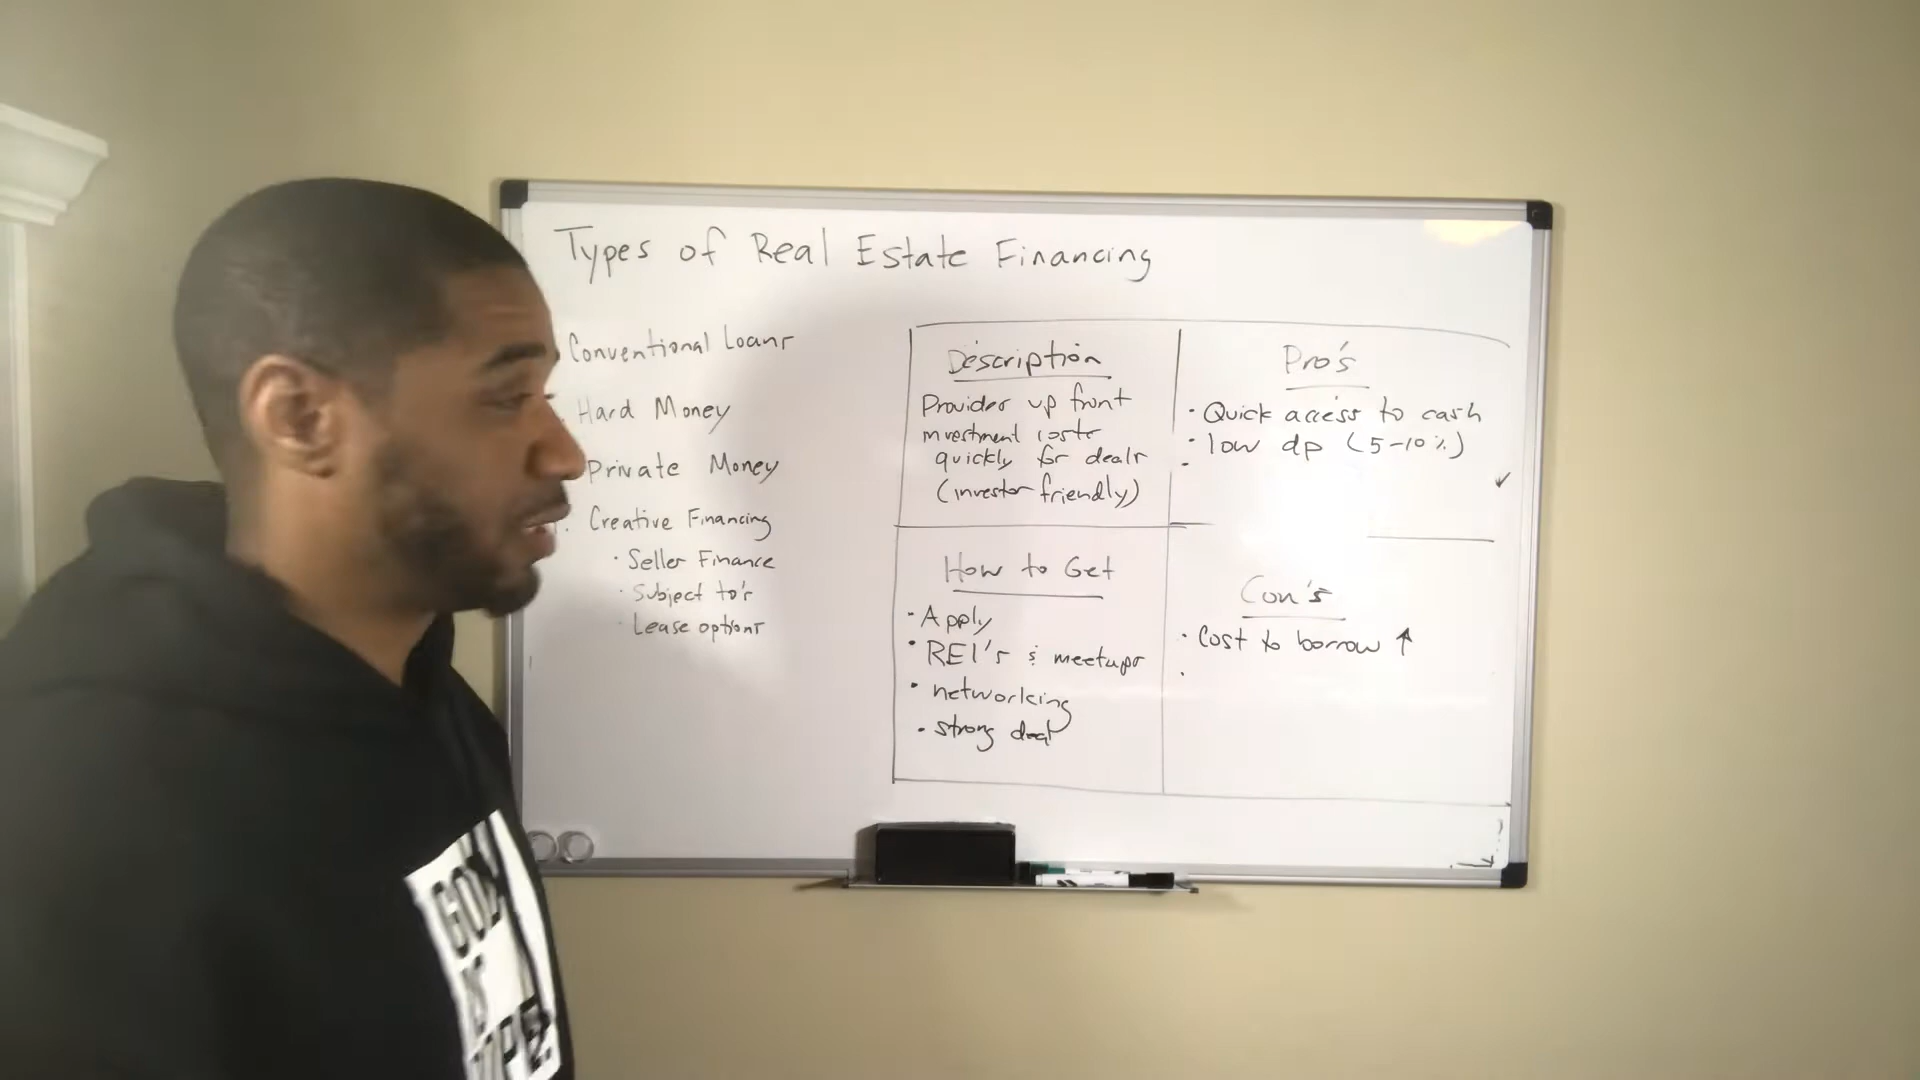 Types of Real Estate Financing
Conventional Loans
Hard Money
Private Money
Creative Financing
• Seller Finance
• Subject to's
• Lease options
Description
Provides up front
investment costs
quickly for deals
(investor friendly)
Pro's
• Quick access to cash
• low dp (5-10%)
How to Get
• Apply
• REI's & meetups
• networking
• strong deal
Con's
• Cost to borrow ↑
GOD